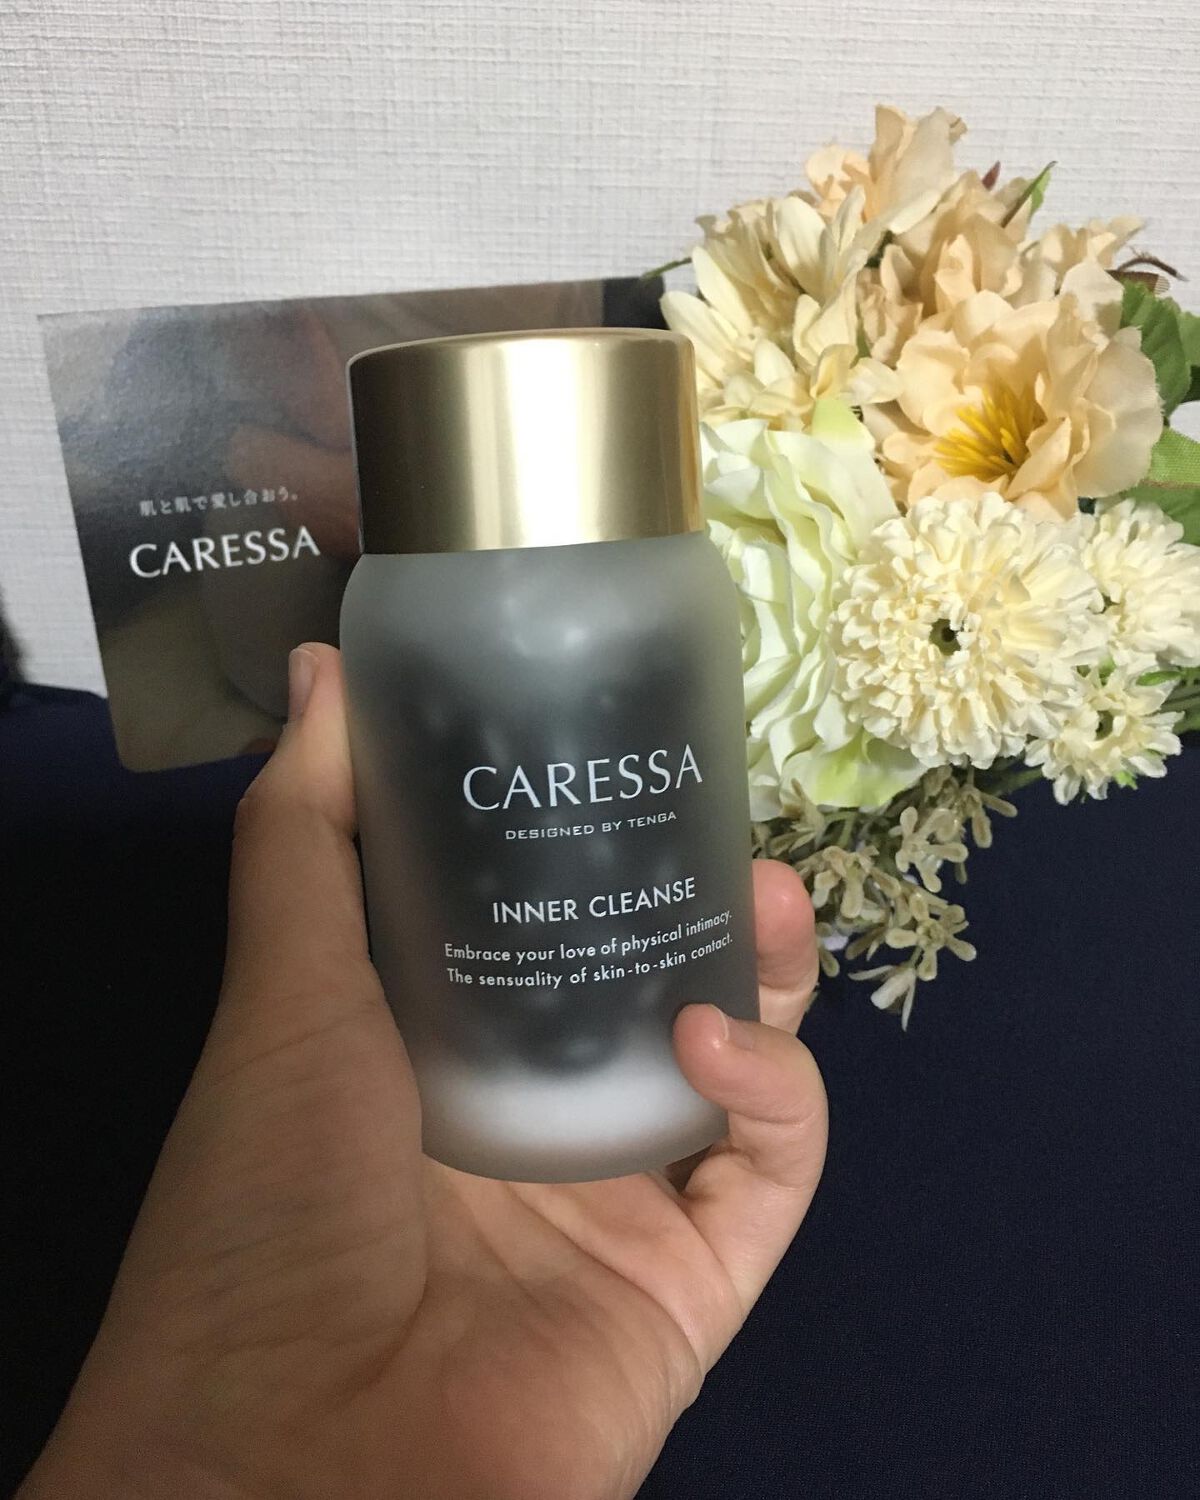 肌と肌で愛し合おう。
CARESSA
CARESSA
DESIGNED BY TENGA
INNER CLEANSE
Embrace your love of physical intimacy.
The sensuality of skin-to-skin contact.